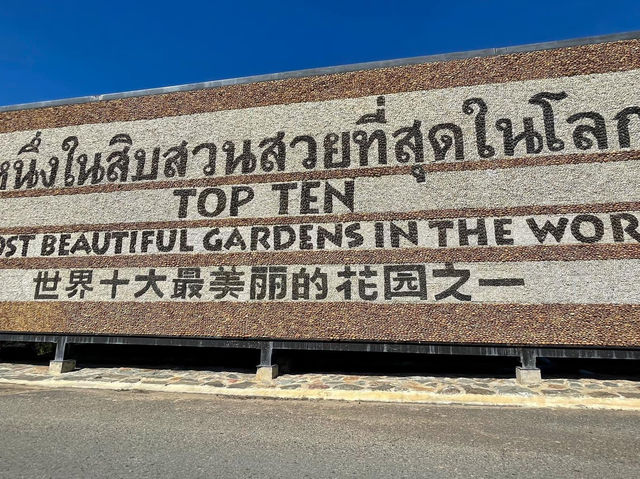 หนึ่งในสิบสวนสวยที่สุดในโลก
TOP TEN
OST BEAUTIFUL GARDENS IN THE WOR
世界十大最美丽的花园之一